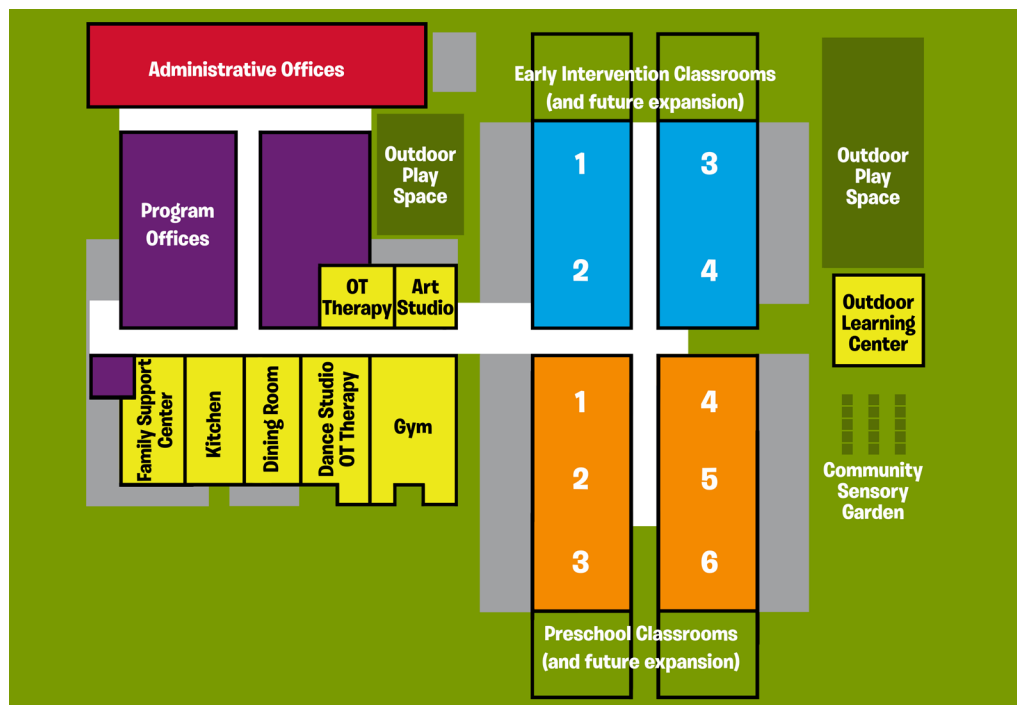 Administrative Offices
Early Intervention Classrooms
(and future expansion)
Program
Offices
Outdoor
Play
Space
OT
Therapy
Art
Studio
1
2
3
4
Outdoor
Play
Space
Outdoor
Learning
Center
Family Support
Center
Kitchen
Dining Room
Dance Studio
OT Therapy
Gym
1
2
3
4
5
6
Community
Sensory
Garden
Preschool Classrooms
(and future expansion)